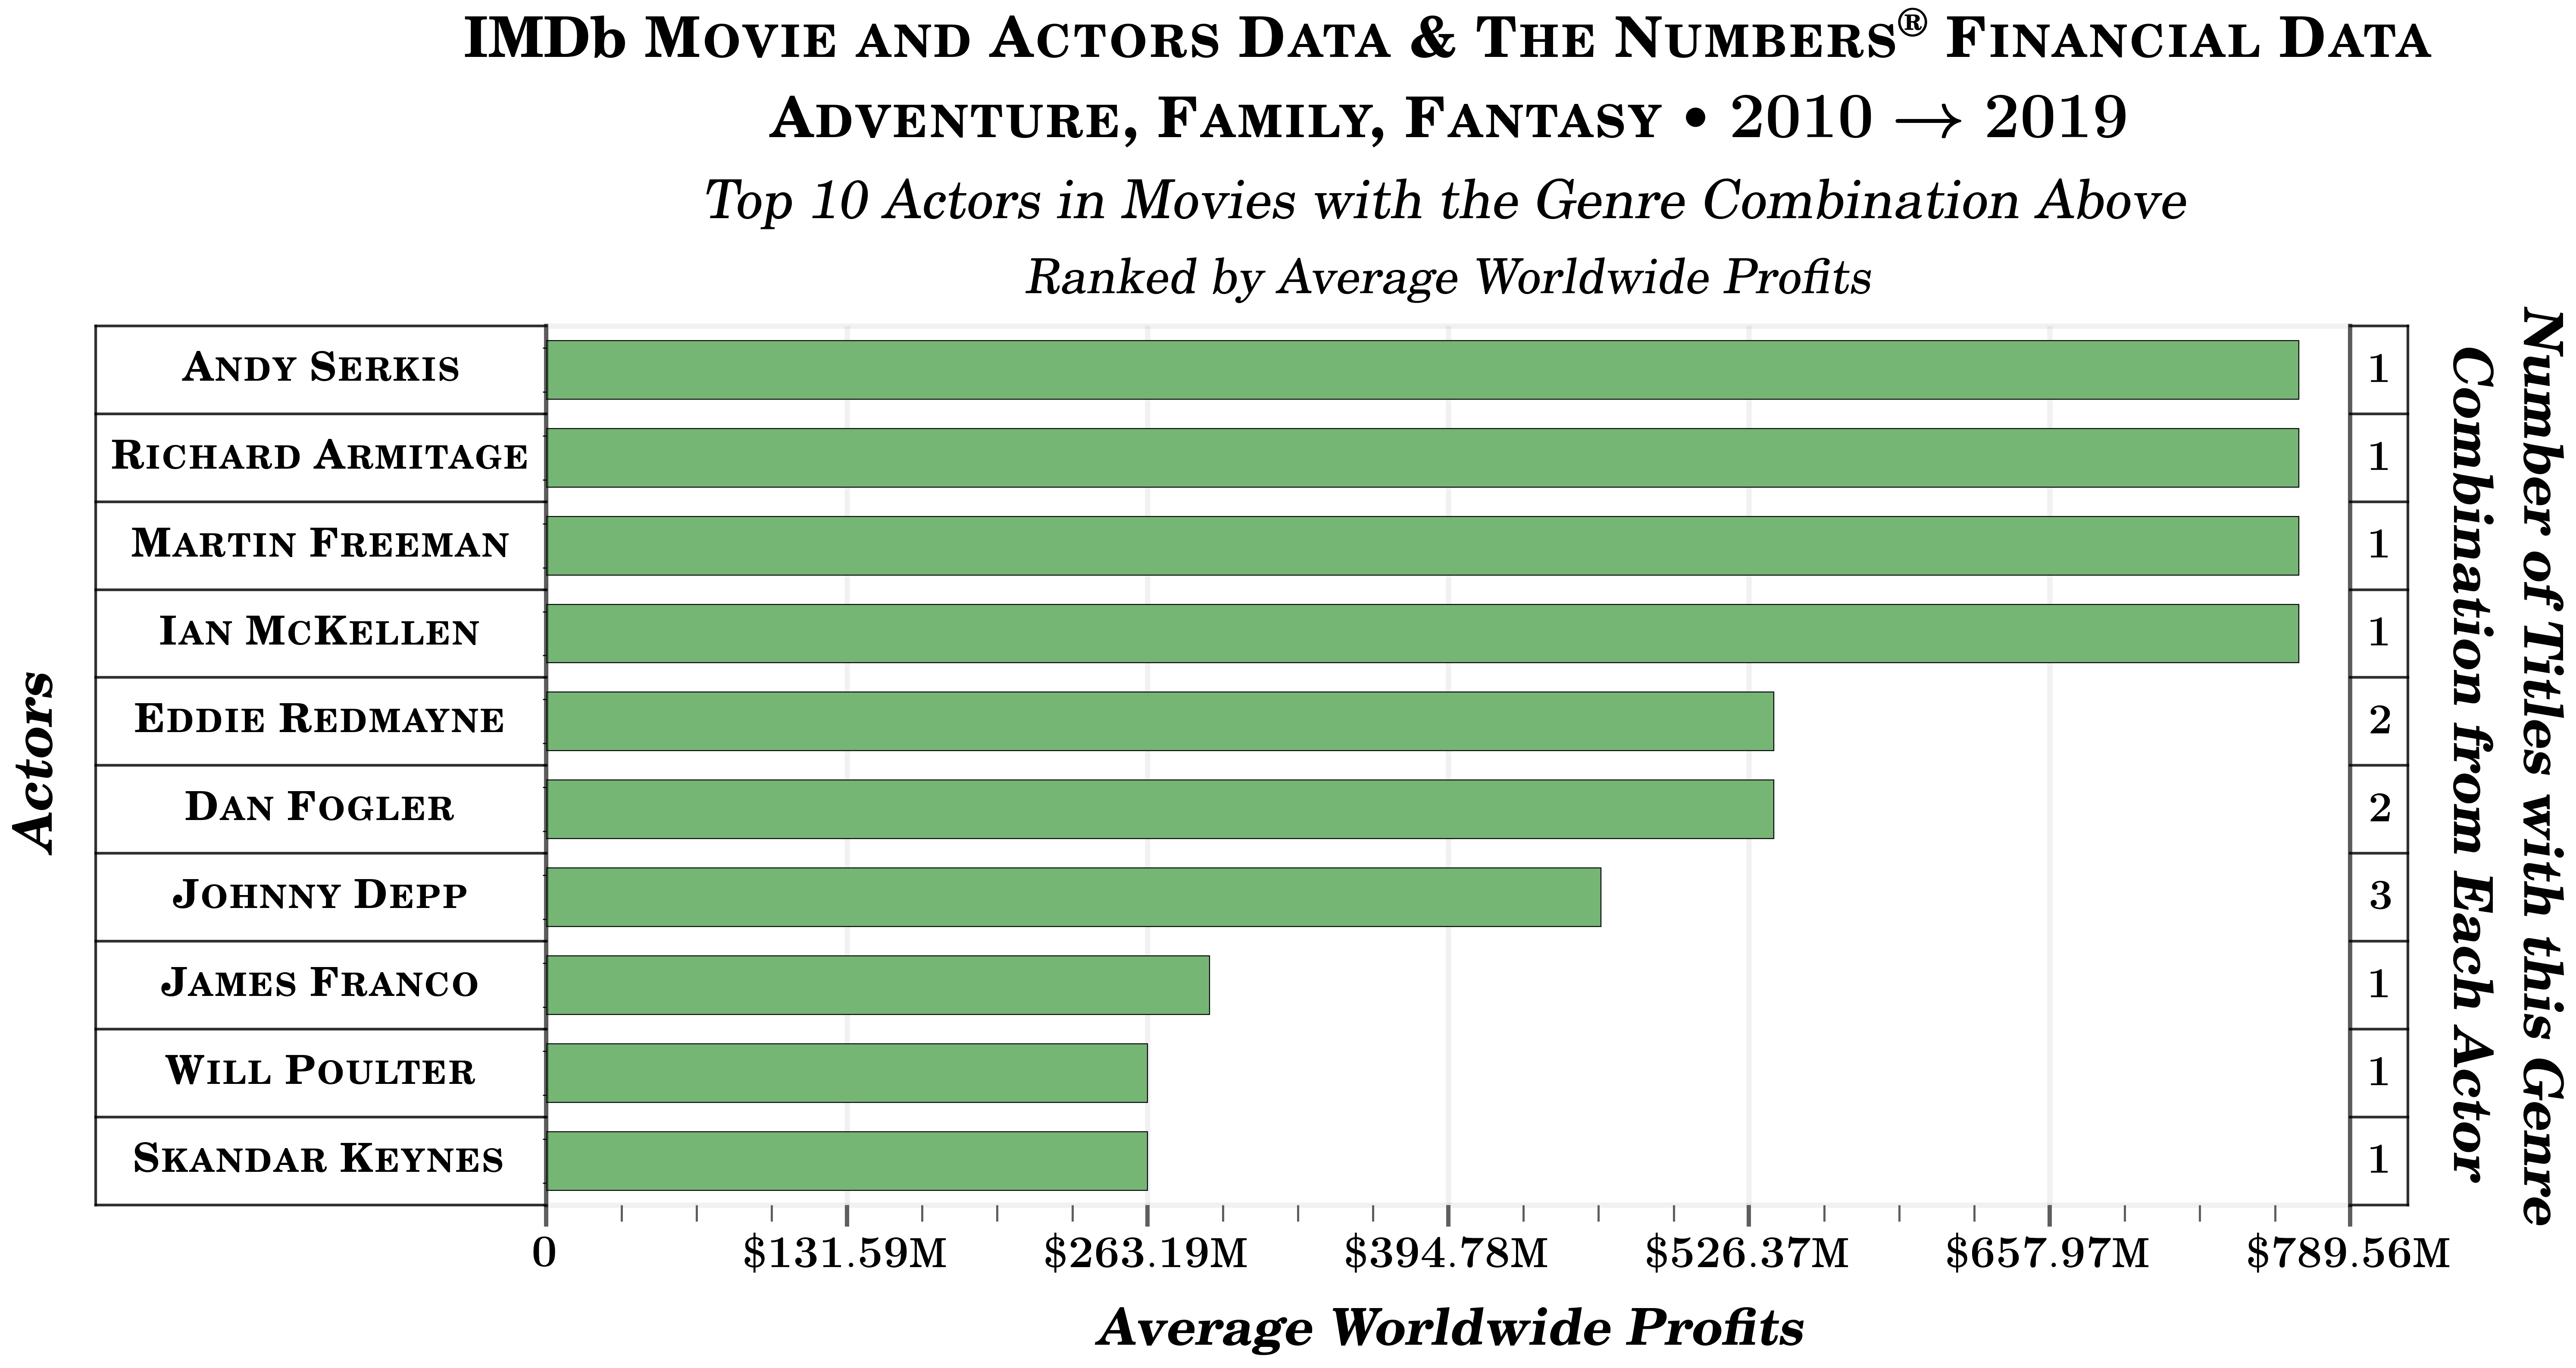 IMDb Movie and Actors Data & The Numbers® Financial Data
Adventure, Family, Fantasy • 2010 → 2019
Top 10 Actors in Movies with the Genre Combination Above
Ranked by Average Worldwide Profits
Actors
Andy Serkis
1
Richard Armitage
1
Martin Freeman
1
Ian McKellen
1
Eddie Redmayne
2
Dan Fogler
2
Johnny Depp
3
James Franco
1
Will Poulter
1
Skandar Keynes
1
Number of Titles with this Genre
Combination from Each Actor
0 $131.59M $263.19M $394.78M $526.37M $657.97M $789.56M
Average Worldwide Profits